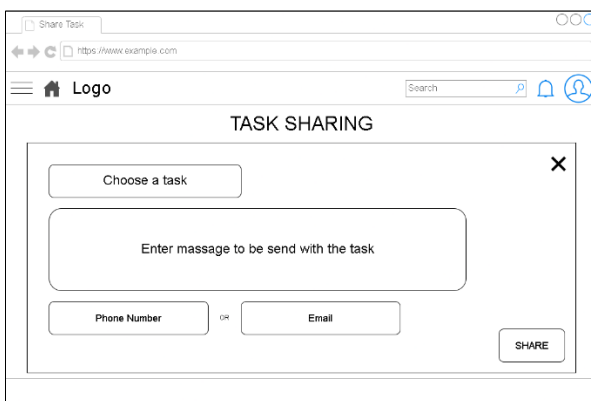 Share Task
https://www.example.com
Logo
Search
TASK SHARING
Choose a task
Enter massage to be send with the task
Phone Number OR Email
SHARE